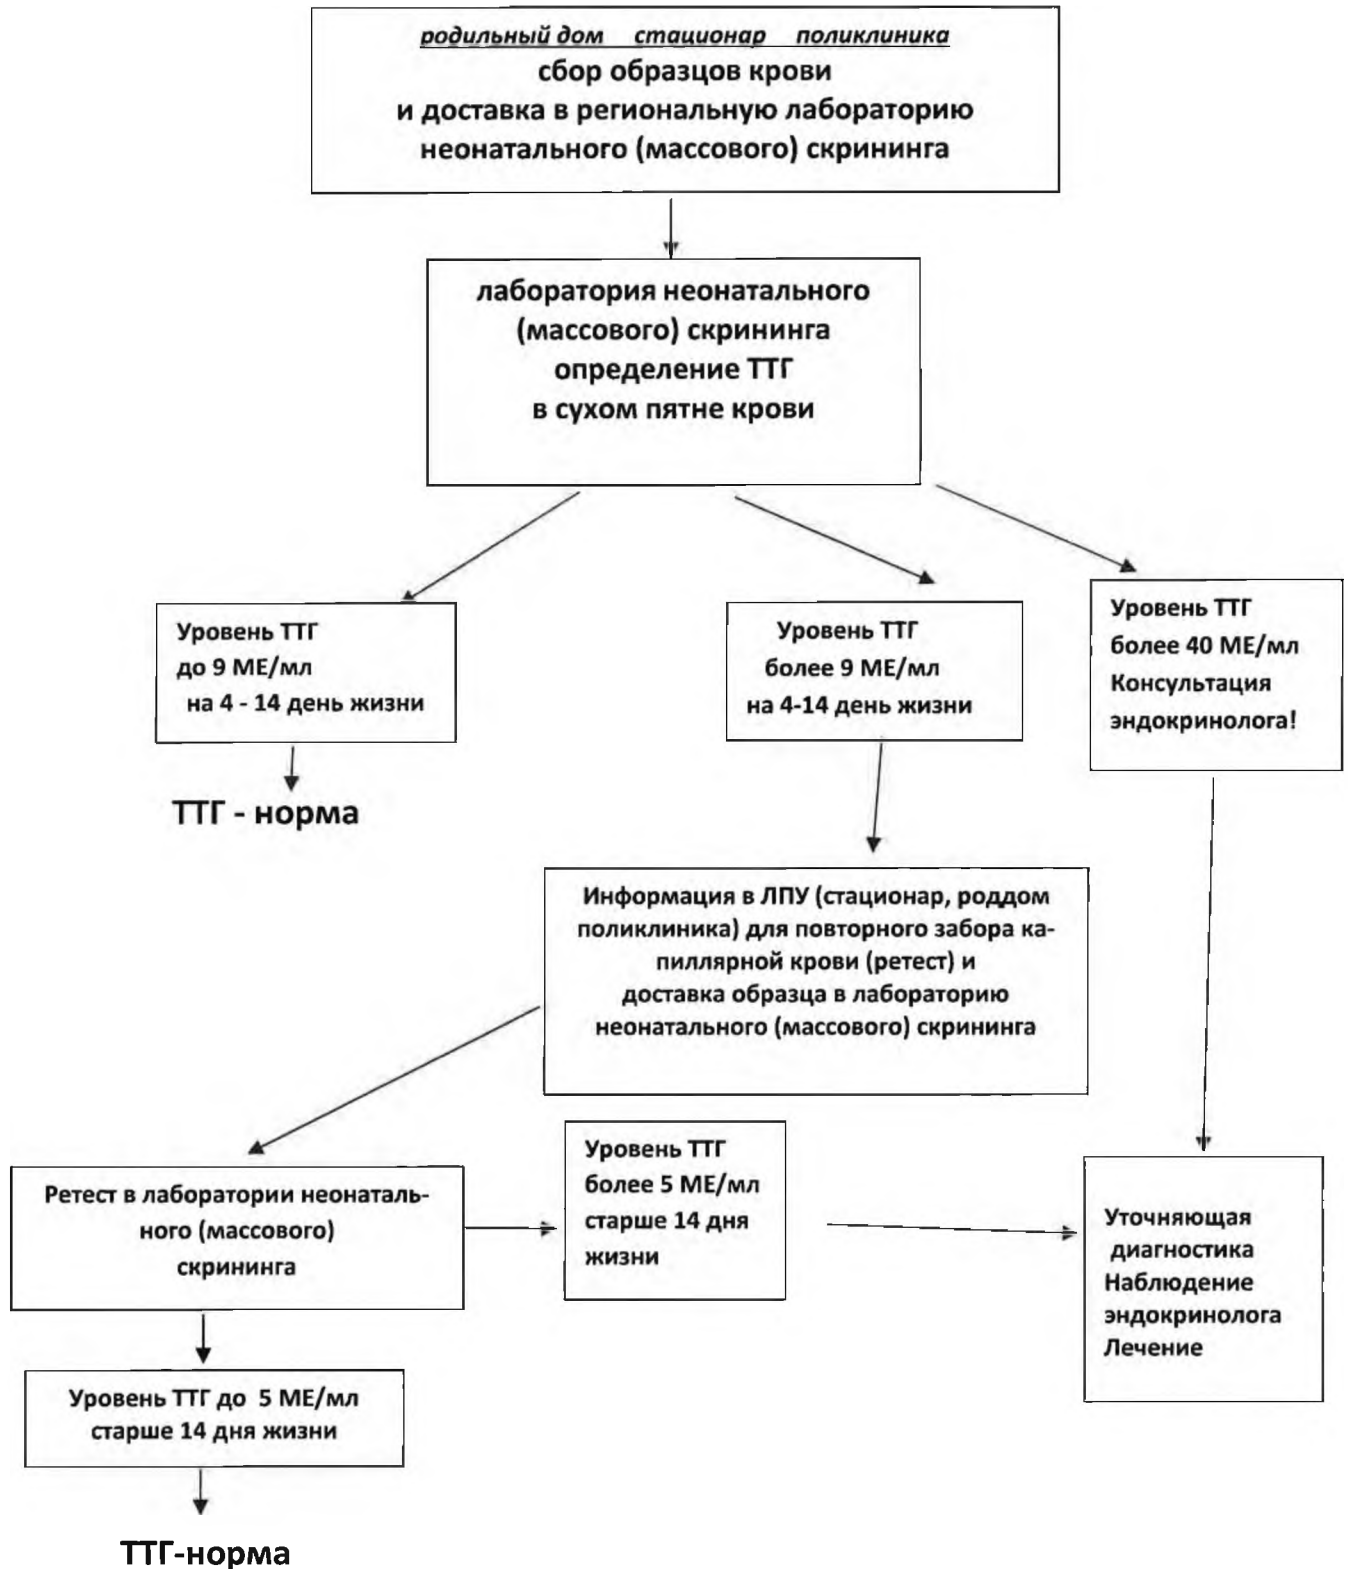 родильный дом стационар поликлиника
сбор образцов крови
и доставка в региональную лабораторию
неонатального (массового) скрининга
лаборатория неонатального
(массового) скрининга
определение ТТГ
в сухом пятне крови
Уровень ТТГ
до 9 МЕ/мл
на 4 - 14 день жизни
ТТГ - норма
Уровень ТТГ
более 9 МЕ/мл
на 4-14 день жизни
Уровень ТТГ
более 40 МЕ/мл
Консультация
эндокринолога!
Информация в ЛПУ (стационар, роддом
поликлиника) для повторного забора ка-
пиллярной крови (ретест) и
доставка образца в лабораторию
неонатального (массового) скрининга
Ретест в лаборатории неонаталь-
ного (массового)
скрининга
Уровень ТТГ
более 5 МЕ/мл
старше 14 дня
жизни
Уточняющая
диагностика
Наблюдение
эндокринолога
Лечение
Уровень ТТГ до 5 МЕ/мл
старше 14 дня жизни
ТТГ-норма